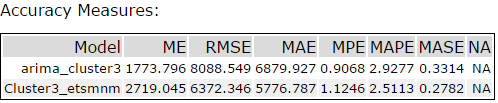 Accuracy Measures:
Model ME RMSE MAE MPE MAPE MASE NA
arima_cluster3 1773.796 8088.549 6879.927 0.9068 2.9277 0.3314 NA
Cluster3_etsmnm 2719.045 6372.346 5776.787 1.1246 2.5113 0.2782 NA